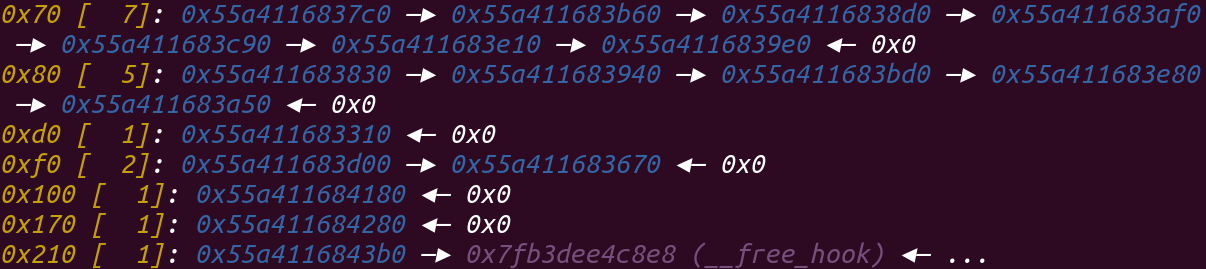 0x70 [  7]: 0x55a4116837c0 —▸ 0x55a411683b60 —▸ 0x55a4116838d0 —▸ 0x55a411683af0
—▸ 0x55a411683c90 —▸ 0x55a411683e10 —▸ 0x55a4116839e0 ◂— 0x0
0x80 [  5]: 0x55a411683830 —▸ 0x55a411683940 —▸ 0x55a411683bd0 —▸ 0x55a411683e80
—▸ 0x55a411683a50 ◂— 0x0
0xd0 [  1]: 0x55a411683310 ◂— 0x0
0xf0 [  2]: 0x55a411683d00 —▸ 0x55a411683670 ◂— 0x0
0x100 [  1]: 0x55a411684180 ◂— 0x0
0x170 [  1]: 0x55a411684280 ◂— 0x0
0x210 [  1]: 0x55a4116843b0 —▸ 0x7fb3dee4c8e8 (__free_hook) ◂— ...